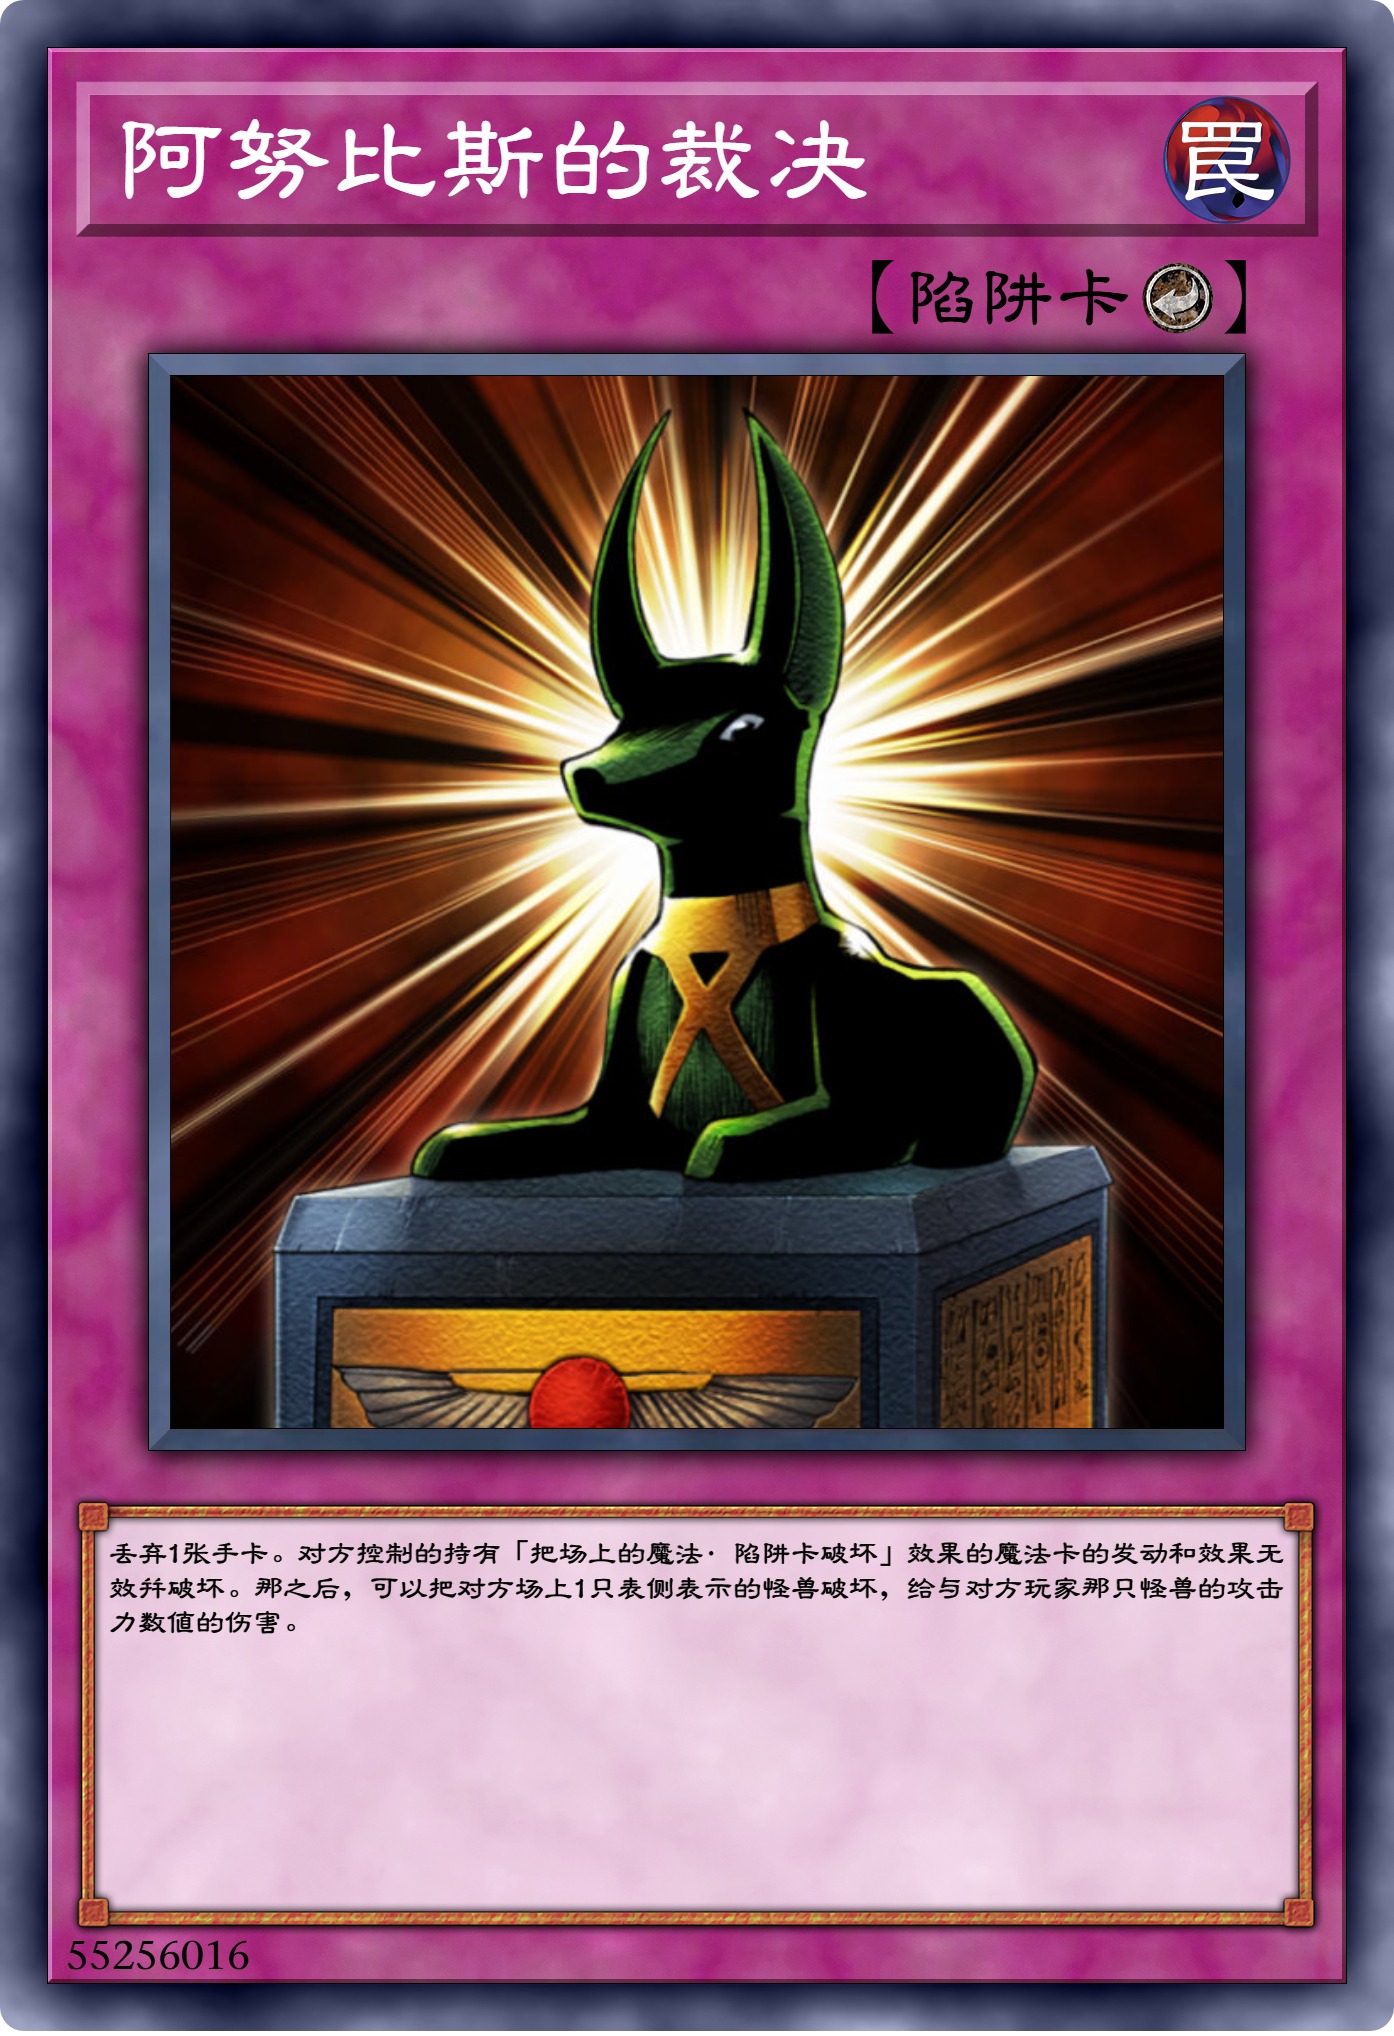 阿努比斯的裁决
罠
【陷阱卡】
丢弃1张手卡。对方控制的持有「把场上的魔法·陷阱卡破坏」效果的魔法卡的发动和效果无
效并破坏。那之后，可以把对方场上1只表侧表示的怪兽破坏，给与对方玩家那只怪兽的攻击
力数值的伤害。
55256016